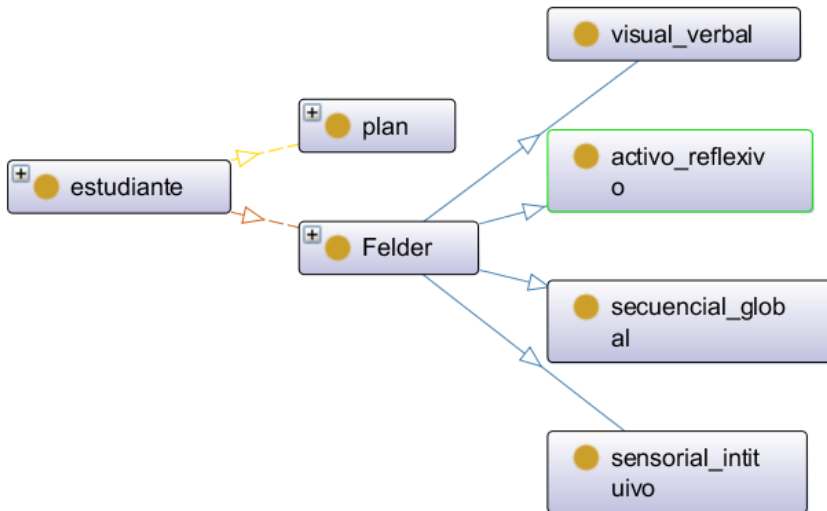 visual_verbal
plan
activo_reflexiv
o
estudiante
Felder
secuencial_glob
al
sensorial_intit
uivo